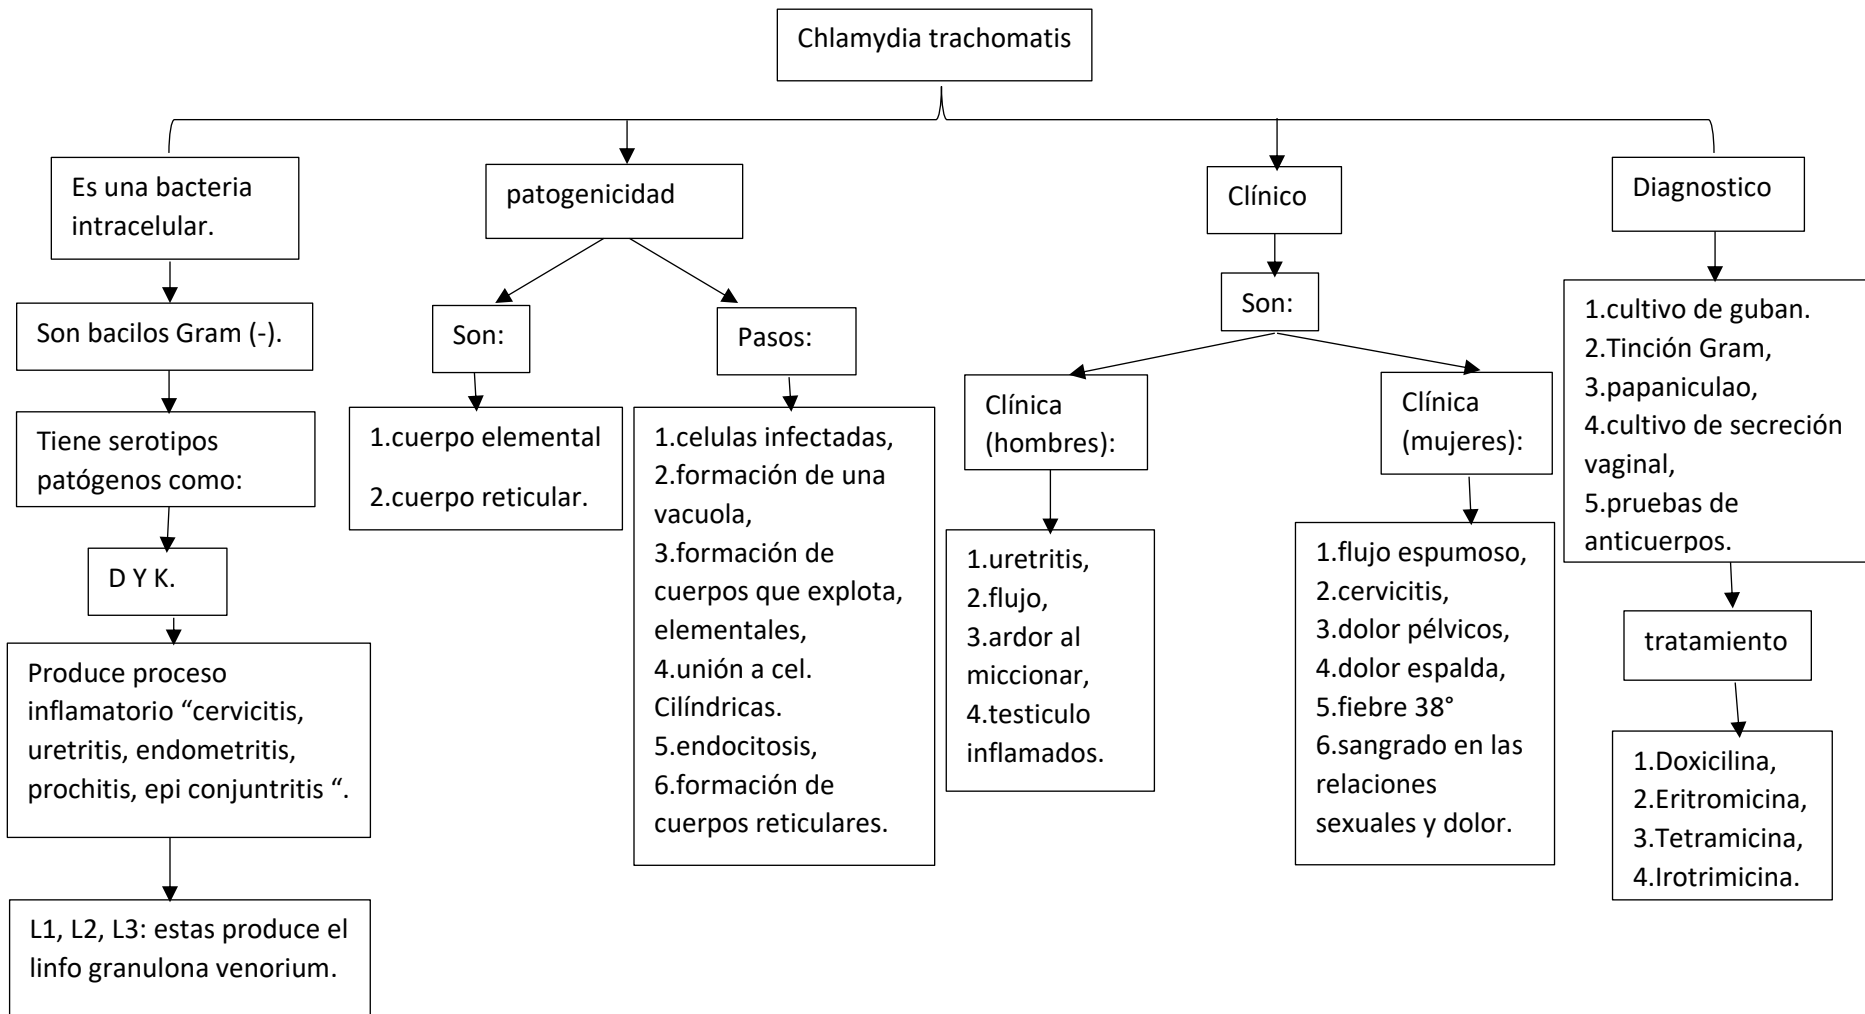 Chlamydia trachomatis
Es una bacteria
intracelular.
Son bacilos Gram (-).
Tiene serotipos
patógenos como:
D Y K.
Produce proceso
inflamatorio “cervicitis,
uretritis, endometritis,
prochitis, epi conjuntritis “.
L1, L2, L3: estas produce el
linfo granulona venorium.
patogenicidad
Son:
1.cuerpo elemental
2.cuerpo reticular.
Pasos:
1.celulas infectadas,
2.formación de una
vacuola,
3.formación de
cuerpos que explota,
elementales,
4.unión a cel.
Cilíndricas.
5.endocitosis,
6.formación de
cuerpos reticulares.
Clínico
Son:
Clínica
(hombres):
1.uretritis,
2.flujo,
3.ardor al
miccionar,
4.testiculo
inflamados.
Clínica
(mujeres):
1.flujo espumoso,
2.cervicitis,
3.dolor pélvicos,
4.dolor espalda,
5.fiebre 38°
6.sangrado en las
relaciones
sexuales y dolor.
Diagnostico
1.cultivo de guban.
2.Tinción Gram,
3.papaniculao,
4.cultivo de secreción
vaginal,
5.pruebas de
anticuerpos.
tratamiento
1.Doxicilina,
2.Eritromicina,
3.Tetramicina,
4.Irotrimicina.